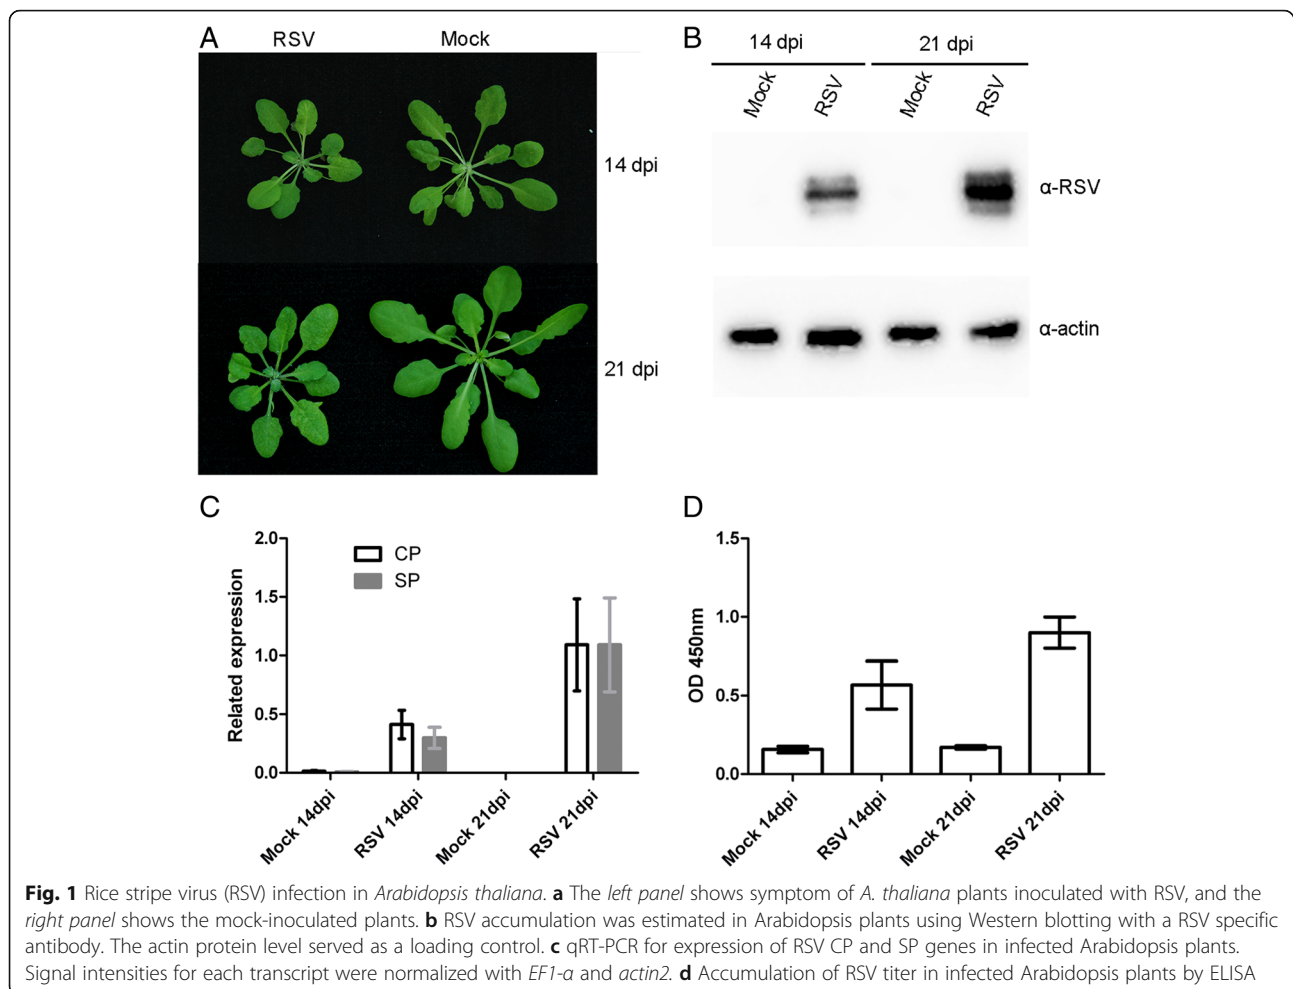 A
RSV Mock
14 dpi
21 dpi
B
14 dpi 21 dpi
Mock RSV Mock RSV
α-RSV
α-actin
C
2.0
1.5
1.0
0.5
0.0
Related expression
CP
SP
Mock 14dpi
RSV 14dpi
Mock 21dpi
RSV 21dpi
D
1.5
1.0
0.5
0.0
OD 450nm
Mock 14dpi
RSV 14dpi
Mock 21dpi
RSV 21dpi
Fig. 1 Rice stripe virus (RSV) infection in Arabidopsis thaliana. a The left panel shows symptom of A. thaliana plants inoculated with RSV, and the
right panel shows the mock-inoculated plants. b RSV accumulation was estimated in Arabidopsis plants using Western blotting with a RSV specific
antibody. The actin protein level served as a loading control. c qRT-PCR for expression of RSV CP and SP genes in infected Arabidopsis plants.
Signal intensities for each transcript were normalized with EF1-α and actin2. d Accumulation of RSV titer in infected Arabidopsis plants by ELISA